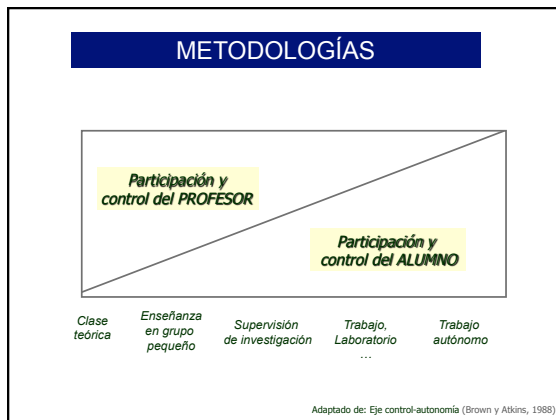 METODOLOGÍAS
Participación y
control del PROFESOR
Participación y
control del ALUMNO
Clase
teórica
Enseñanza
en grupo
pequeño
Supervisión
de investigación
Trabajo,
Laboratorio
…
Trabajo
autónomo
Adaptado de: Eje control-autonomía (Brown y Atkins, 1988)